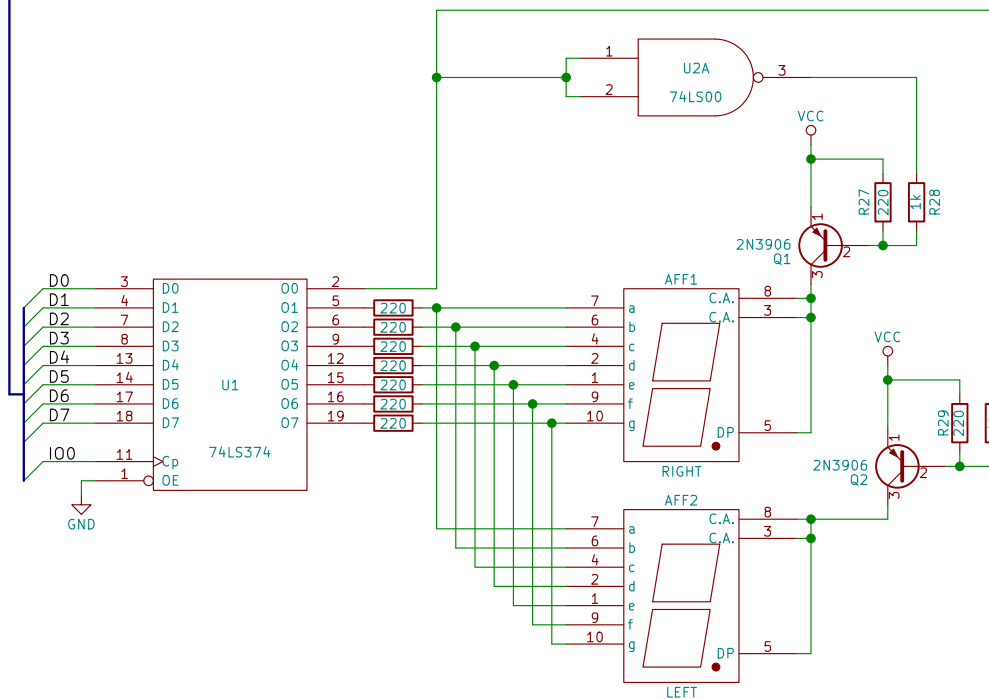 1
2
U2A
74LS00
3
VCC
R27
220
1k
R28
1
2N3906
Q1
2
3
D0
D1
D2
D3
D4
D5
D6
D7
IO0
3
4
7
8
13
14
17
18
11
1
D0
D1
D2
D3
D4
D5
D6
D7
Cp
OE
U1
74LS374
O0
O1
O2
O3
O4
O5
O6
O7
2
5
6
9
12
15
16
19
220
220
220
220
220
220
220
GND
AFF1
7
6
4
2
1
9
10
a
b
c
d
e
f
g
C.A.
C.A.
DP
8
3
5
RIGHT
VCC
R29
220
1
2N3906
Q2
2
3
AFF2
7
6
4
2
1
9
10
a
b
c
d
e
f
g
C.A.
C.A.
DP
8
3
5
LEFT